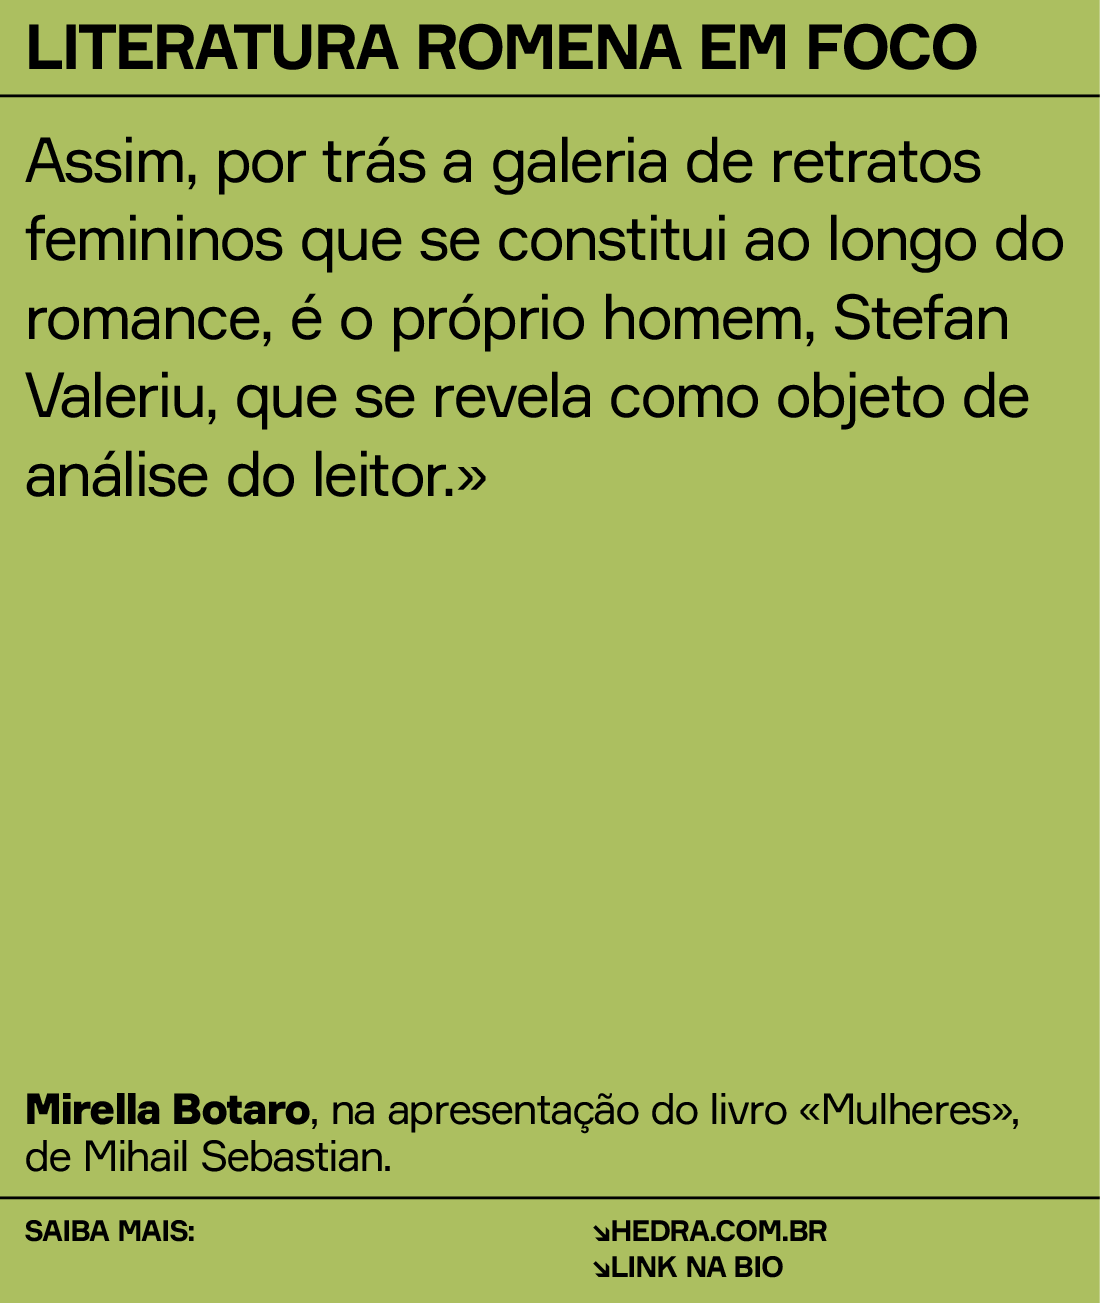 LITERATURA ROMENA EM FOCO
Assim, por trás a galeria de retratos
femininos que se constitui ao longo do
romance, é o próprio homem, Stefan
Valeriu, que se revela como objeto de
análise do leitor.»
Mirella Botaro, na apresentação do livro «Mulheres»,
de Mihail Sebastian.
SAIBA MAIS:
↘HEDRA.COM.BR
↘LINK NA BIO